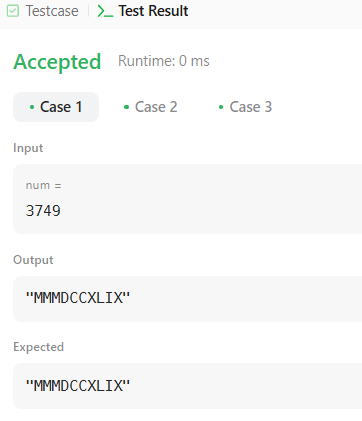 Testcase Test Result
Accepted Runtime: 0 ms
Case 1 Case 2 Case 3
Input
num =
3749
Output
"MMMDCCXLIX"
Expected
"MMMDCCXLIX"